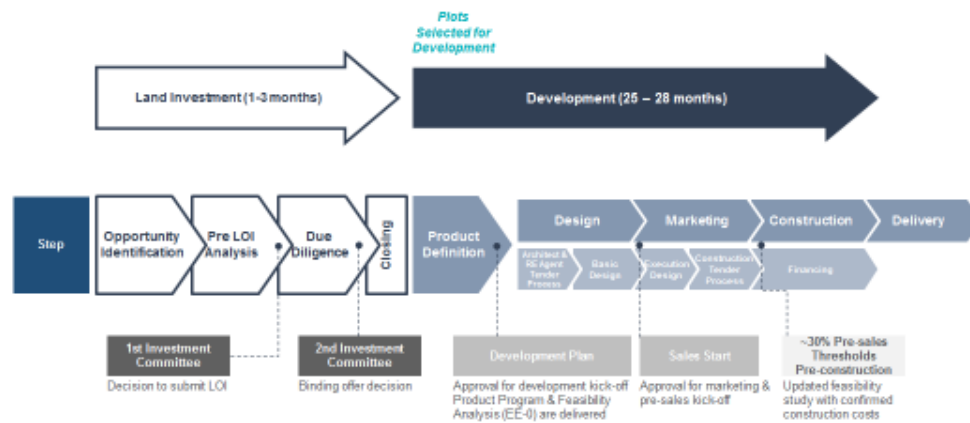 Plots
Selected for
Development
Land Investment (1-3 months)
Development (25 – 28 months)
Step
Opportunity
Identification
Pre LOI
Analysis
Due
Diligence
Closing
Product
Definition
Design
Marketing
Construction
Delivery
Architect &
RE Agent
Tender
Process
Basic
Design
Execution
Design
Construction
Tender
Process
Financing
1st Investment
Committee
Decision to submit LOI
2nd Investment
Committee
Binding offer decision
Development Plan
Approval for development kick-off
Product Program & Feasibility
Analysis (EE-0) are delivered
Sales Start
Approval for marketing &
pre-sales kick-off
~30% Pre-sales
Thresholds
Pre-construction
Updated feasibility
study with confirmed
construction costs